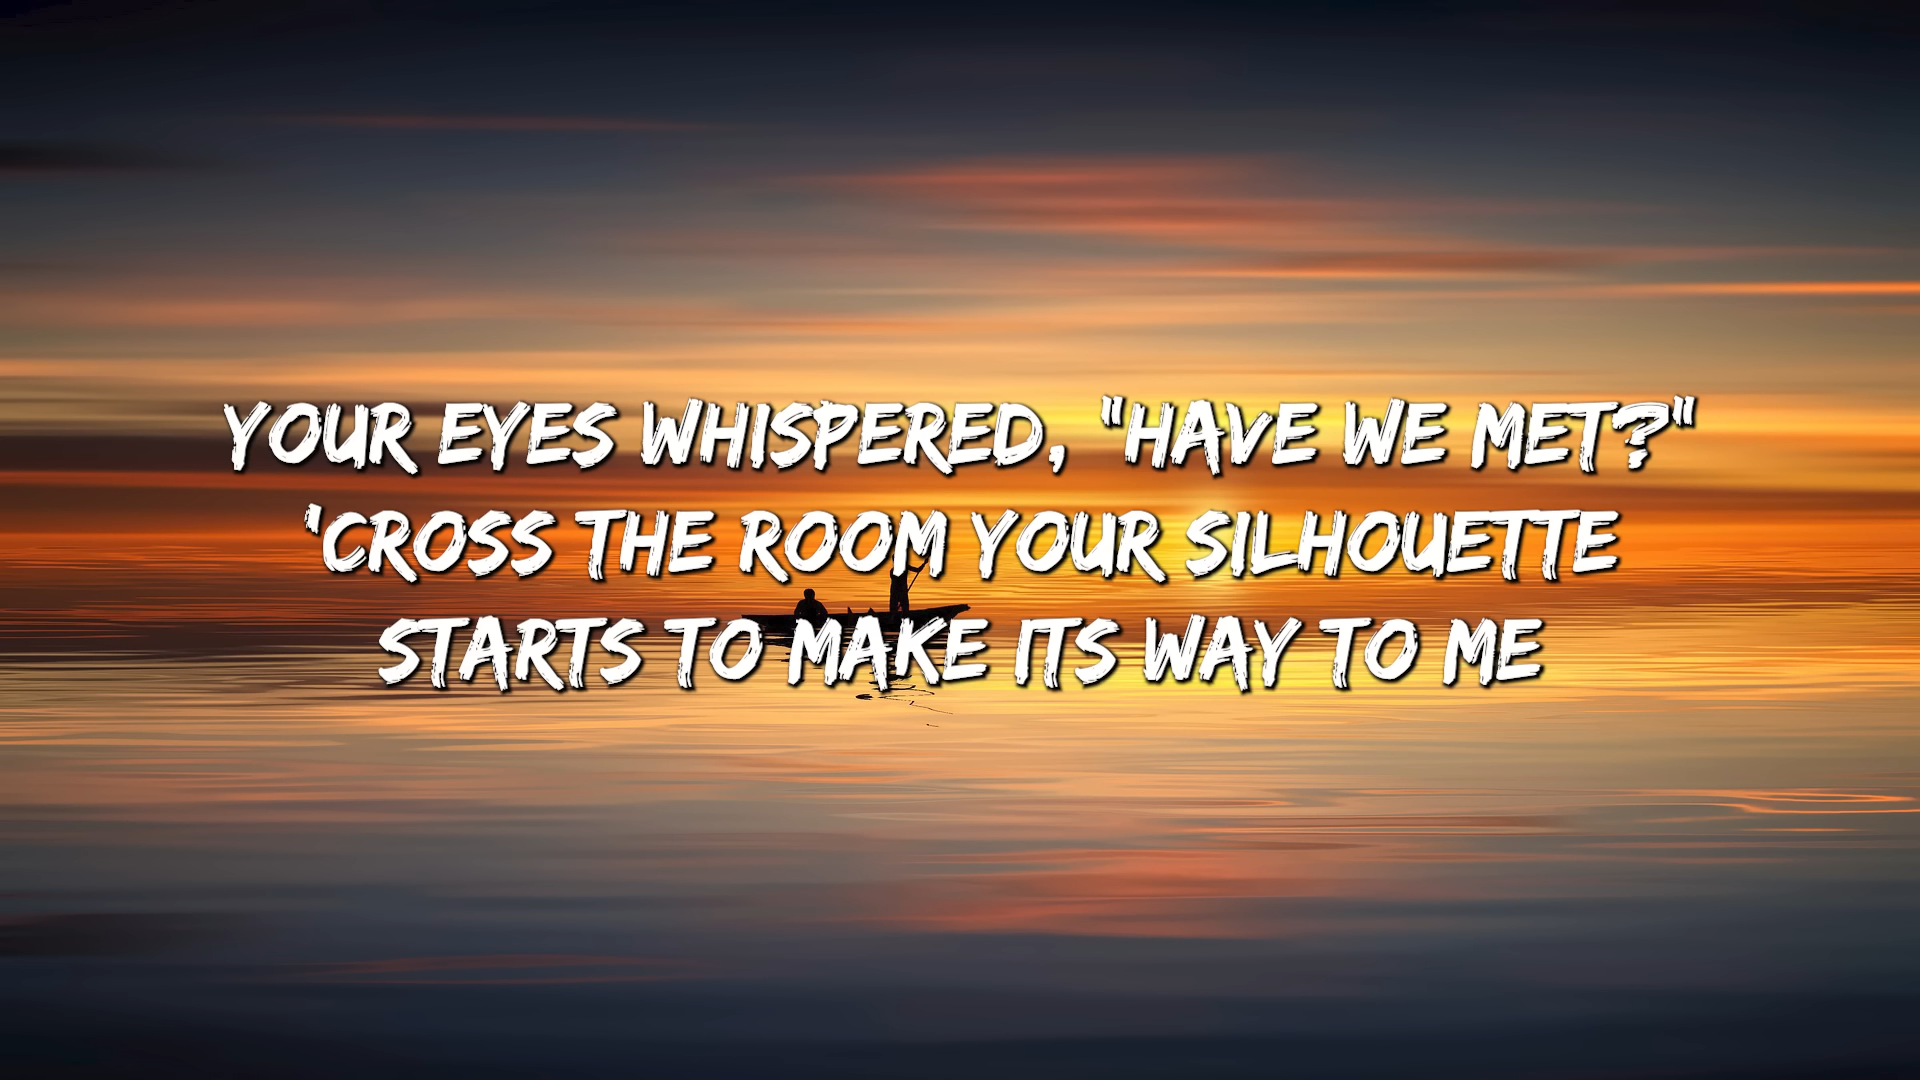 YOUR EYES WHISPERED, "HAVE WE MET?"
'CROSS THE ROOM YOUR SILHOUETTE
STARTS TO MAKE ITS WAY TO ME